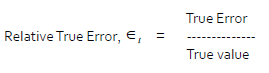 True Error
Relative True Error, ∈t = --------------
True value